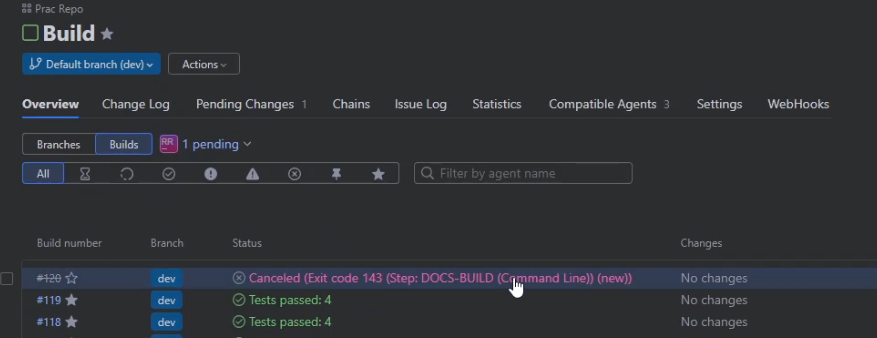 Prac Repo
Build
Default branch (dev)
Actions
Overview Change Log Pending Changes 1 Chains Issue Log Statistics Compatible Agents 3 Settings WebHooks
Branches Builds RR 1 pending
All Filter by agent name
Build number Branch Status Changes
#120 dev Canceled (Exit code 143 (Step: DOCS-BUILD (Command Line)) (new)) No changes
#119 dev Tests passed: 4 No changes
#118 dev Tests passed: 4 No changes